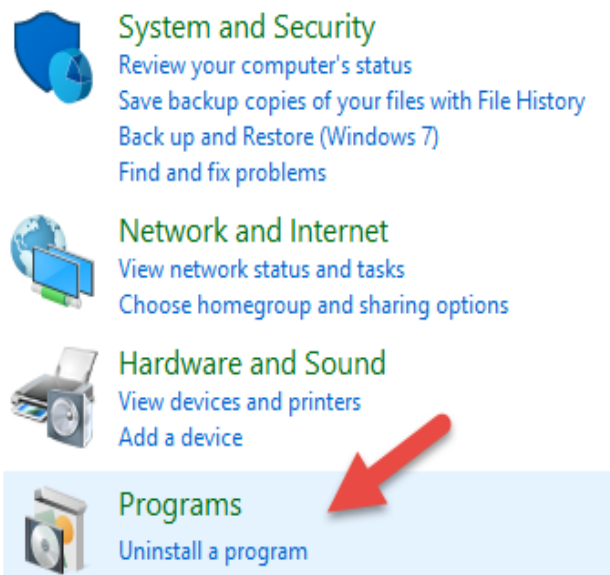 System and Security
Review your computer's status
Save backup copies of your files with File History
Back up and Restore (Windows 7)
Find and fix problems
Network and Internet
View network status and tasks
Choose homegroup and sharing options
Hardware and Sound
View devices and printers
Add a device
Programs
Uninstall a program